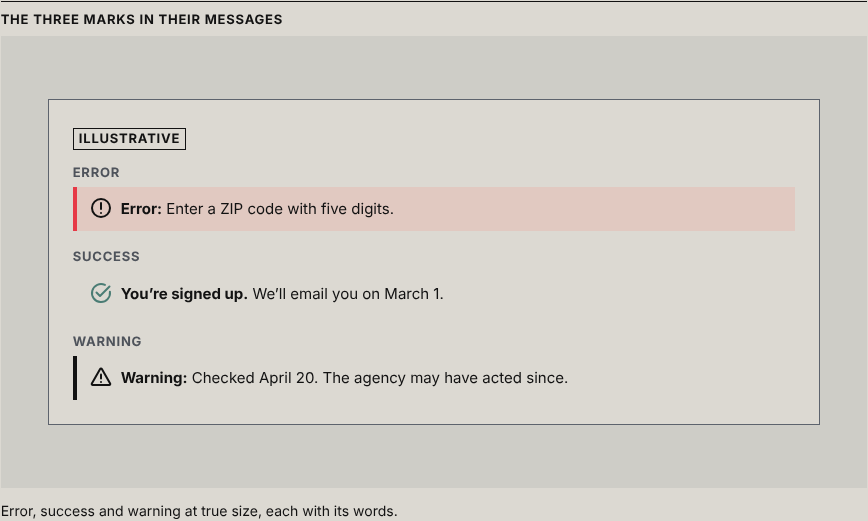 THE THREE MARKS IN THEIR MESSAGES
ILLUSTRATIVE
ERROR
Error: Enter a ZIP code with five digits.
SUCCESS
You’re signed up. We’ll email you on March 1.
WARNING
Warning: Checked April 20. The agency may have acted since.
Error, success and warning at true size, each with its words.